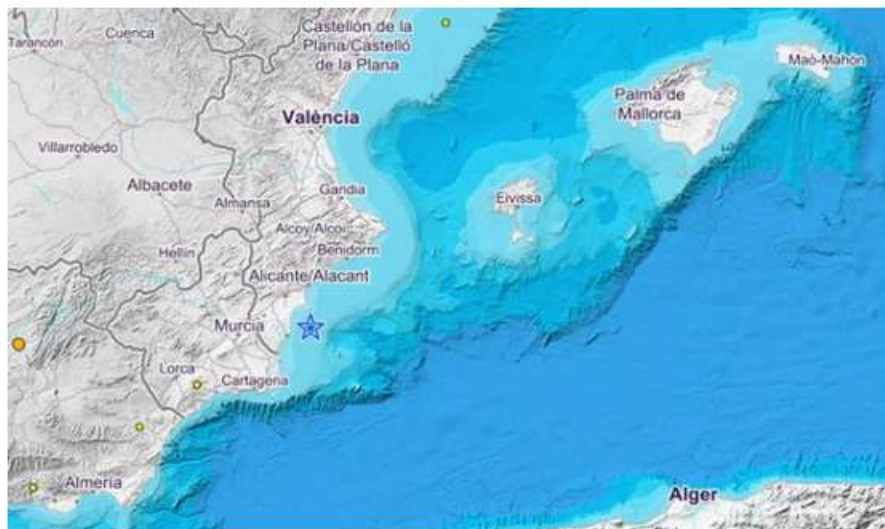 Castellón de la
Plana/Castelló
de la Plana
Cuenca
Tarancón
Maó-Mahón
Palma de
Mallorca
València
Villarrobledo
Albacete
Gandia
Almansa
Eivissa
Alcoy/Alcoi
Benidorm
Hellín
Alicante/Alacant
Murcia
Lorca
Cartagena
Almería
Alger